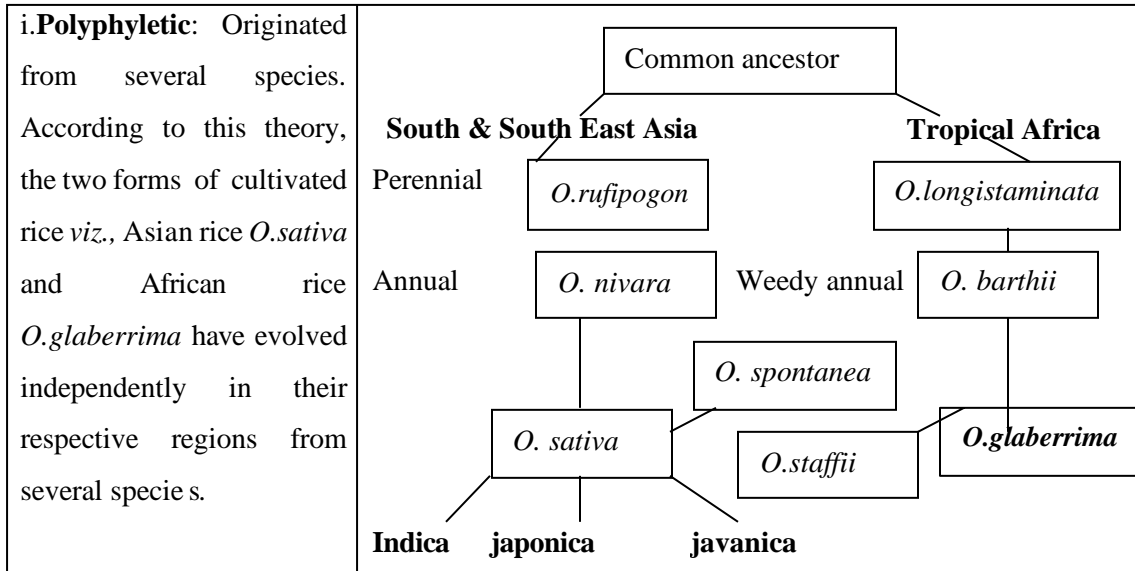 i.Polyphyletic: Originated
from several species.
According to this theory,
the two forms of cultivated
rice viz., Asian rice O.sativa
and African rice
O.glaberrima have evolved
independently in their
respective regions from
several specie s.
Common ancestor
South & South East Asia Tropical Africa
Perennial O.rufipogon O.longistaminata
Annual O. nivara Weedy annual O. barthii
O. spontanea
O. sativa O.staffii O.glaberrima
Indica japonica javanica